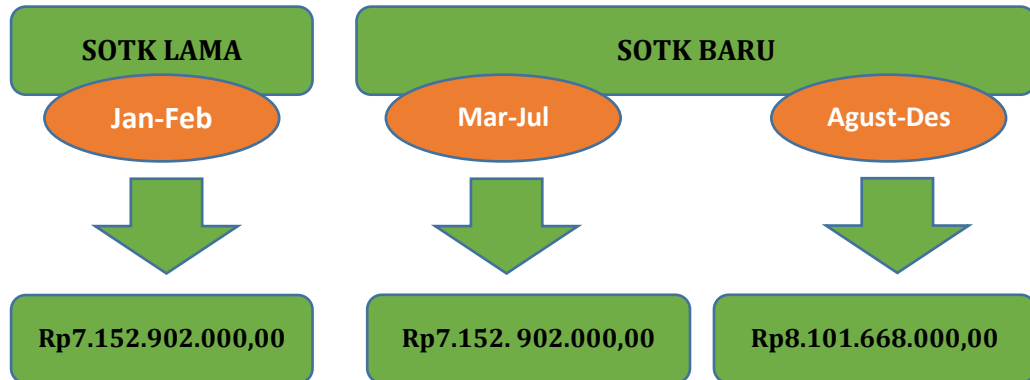 SOTK LAMA
SOTK BARU
Jan-Feb
Mar-Jul
Agust-Des
Rp7.152.902.000,00
Rp7.152. 902.000,00
Rp8.101.668.000,00